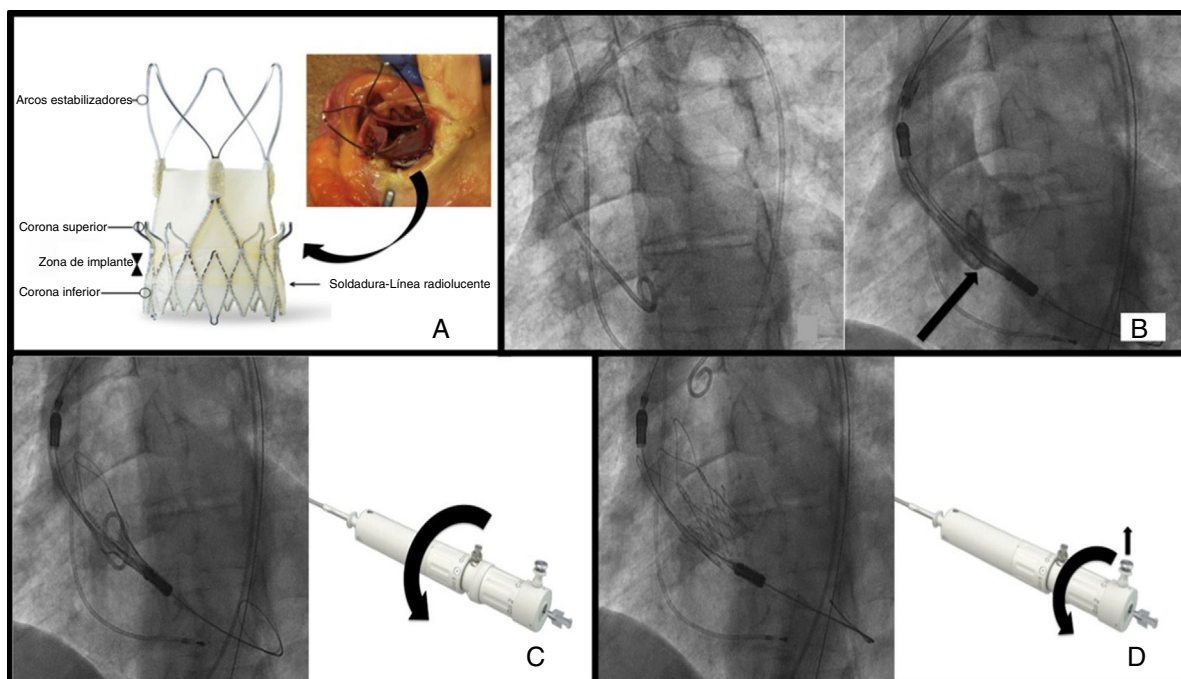 Arcos estabilizadores
Corona superior
Zona de implante
Corona inferior
Soldadura-Línea radiolucente
A
B
C
D